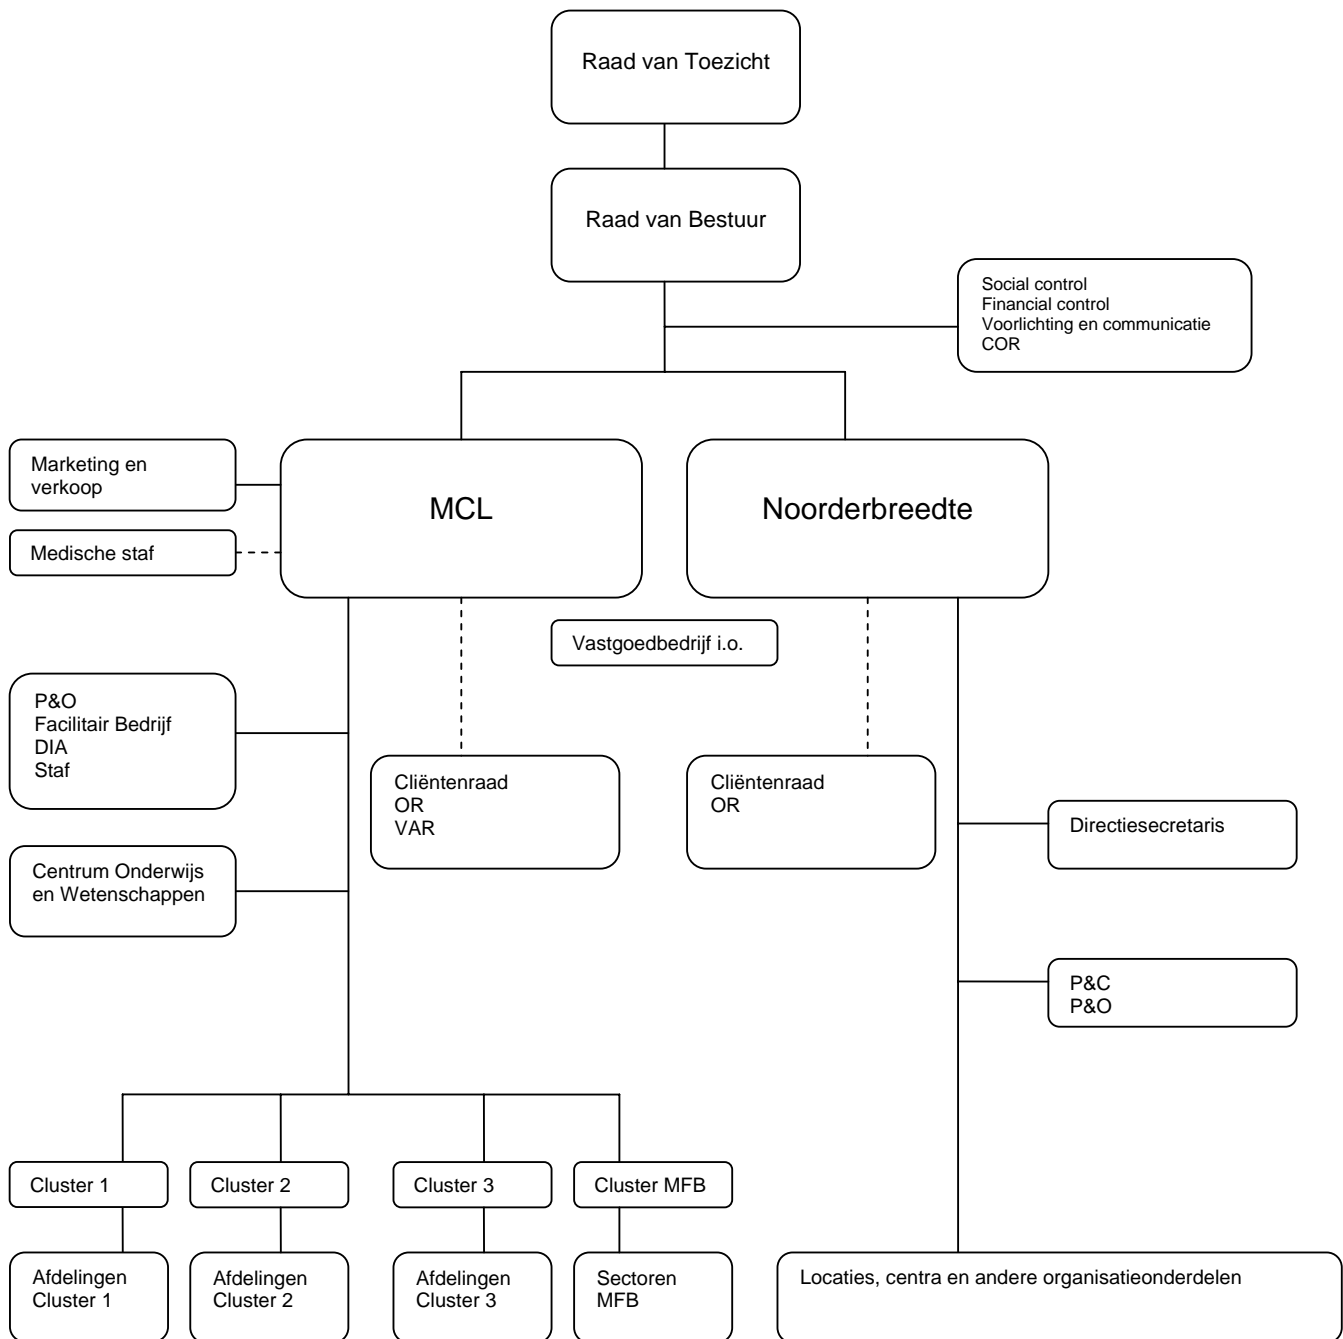 Raad van Toezicht
Raad van Bestuur
Social control
Financial control
Voorlichting en communicatie
COR
Marketing en
verkoop
MCL
Noorderbreedte
Medische staf
Vastgoedbedrijf i.o.
P&O
Facilitair Bedrijf
DIA
Staf
Cliëntenraad
OR
VAR
Cliëntenraad
OR
Directiesecretaris
Centrum Onderwijs
en Wetenschappen
P&C
P&O
Cluster 1
Cluster 2
Cluster 3
Cluster MFB
Afdelingen
Cluster 1
Afdelingen
Cluster 2
Afdelingen
Cluster 3
Sectoren
MFB
Locaties, centra en andere organisatieonderdelen